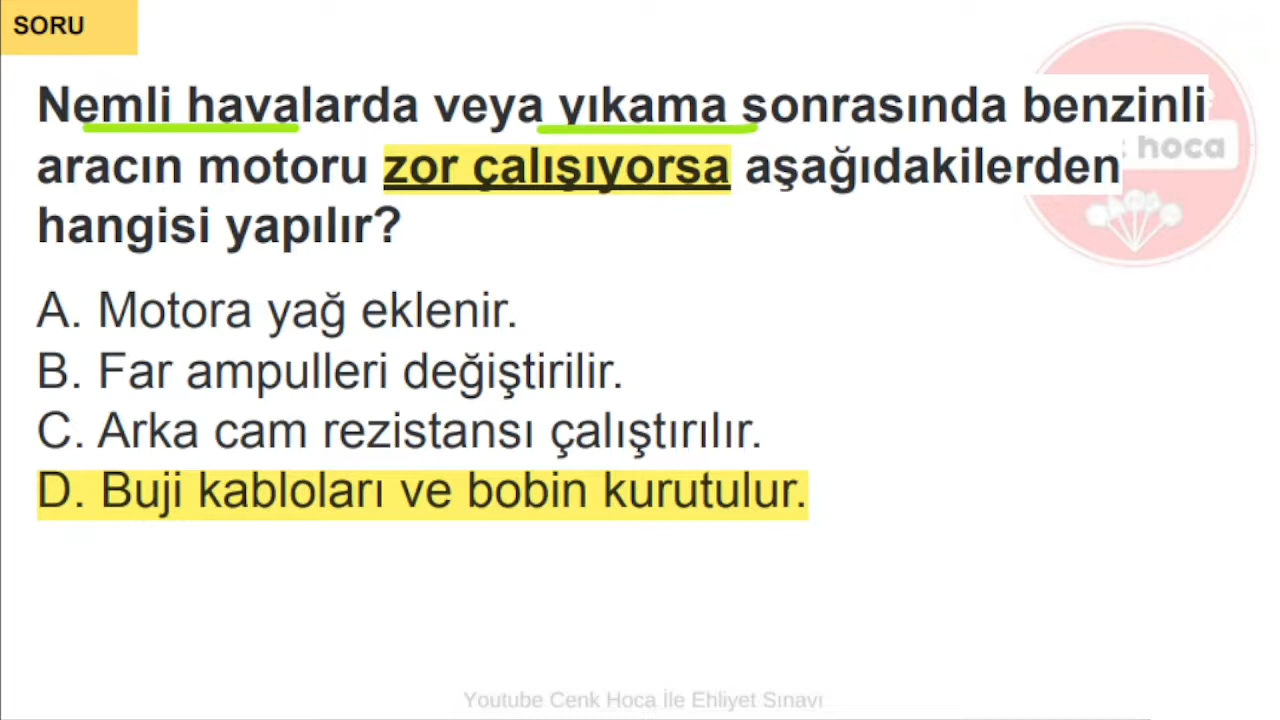 SORU
Nemli havalarda veya yıkama sonrasında benzinli
aracın motoru zor çalışıyorsa aşağıdakilerden
hangisi yapılır?
hoca
A. Motora yağ eklenir.
B. Far ampulleri değiştirilir.
C. Arka cam rezistansı çalıştırılır.
D. Buji kabloları ve bobin kurutulur.
Youtube Cenk Hoca İle Ehliyet Sınavı